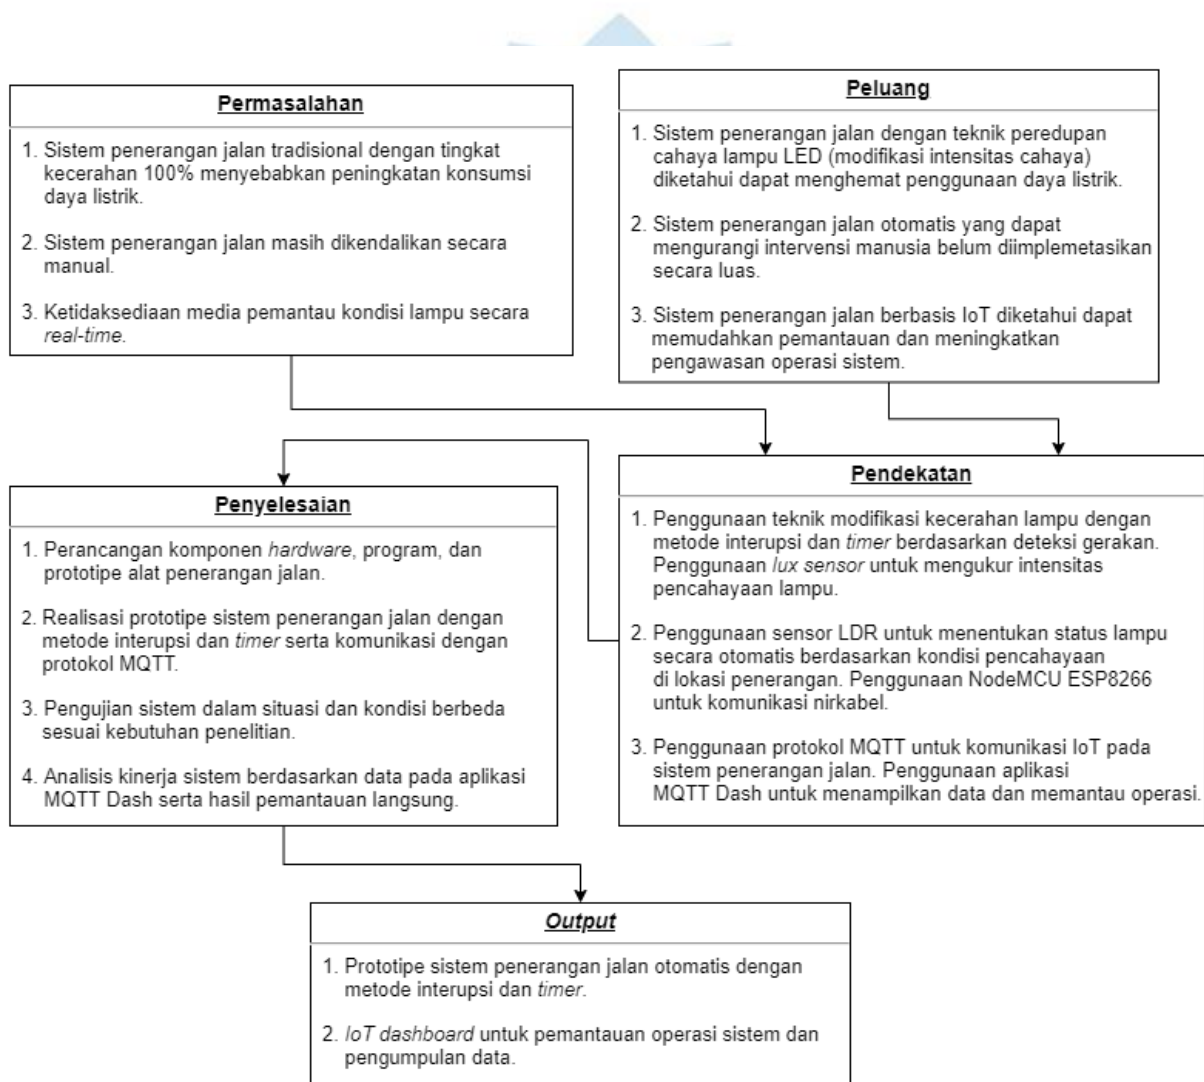 Permasalahan
1. Sistem penerangan jalan tradisional dengan tingkat
kecerahan 100% menyebabkan peningkatan konsumsi
daya listrik.
2. Sistem penerangan jalan masih dikendalikan secara
manual.
3. Ketidaksediaan media pemantau kondisi lampu secara
real-time.
Peluang
1. Sistem penerangan jalan dengan teknik peredupan
cahaya lampu LED (modifikasi intensitas cahaya)
diketahui dapat menghemat penggunaan daya listrik.
2. Sistem penerangan jalan otomatis yang dapat
mengurangi intervensi manusia belum diimplemetasikan
secara luas.
3. Sistem penerangan jalan berbasis IoT diketahui dapat
memudahkan pemantauan dan meningkatkan
pengawasan operasi sistem.
Pendekatan
1. Penggunaan teknik modifikasi kecerahan lampu dengan
metode interupsi dan timer berdasarkan deteksi gerakan.
Penggunaan lux sensor untuk mengukur intensitas
pencahayaan lampu.
2. Penggunaan sensor LDR untuk menentukan status lampu
secara otomatis berdasarkan kondisi pencahayaan
di lokasi penerangan. Penggunaan NodeMCU ESP8266
untuk komunikasi nirkabel.
3. Penggunaan protokol MQTT untuk komunikasi IoT pada
sistem penerangan jalan. Penggunaan aplikasi
MQTT Dash untuk menampilkan data dan memantau operasi.
Penyelesaian
1. Perancangan komponen hardware, program, dan
prototipe alat penerangan jalan.
2. Realisasi prototipe sistem penerangan jalan dengan
metode interupsi dan timer serta komunikasi dengan
protokol MQTT.
3. Pengujian sistem dalam situasi dan kondisi berbeda
sesuai kebutuhan penelitian.
4. Analisis kinerja sistem berdasarkan data pada aplikasi
MQTT Dash serta hasil pemantauan langsung.
Output
1. Prototipe sistem penerangan jalan otomatis dengan
metode interupsi dan timer.
2. IoT dashboard untuk pemantauan operasi sistem dan
pengumpulan data.